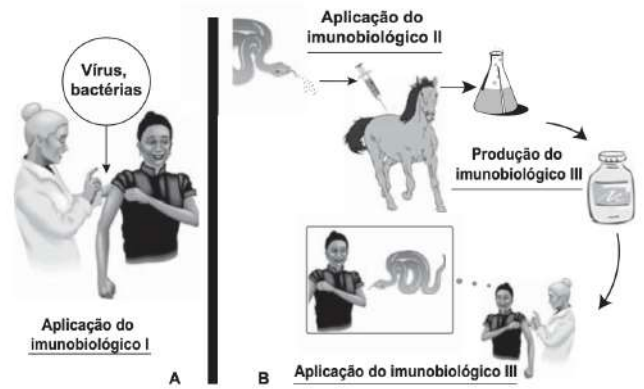 Vírus,
bactérias
Aplicação do
imunobiológico I
A
B
Aplicação do
imunobiológico II
Produção do
imunobiológico III
Aplicação do imunobiológico III